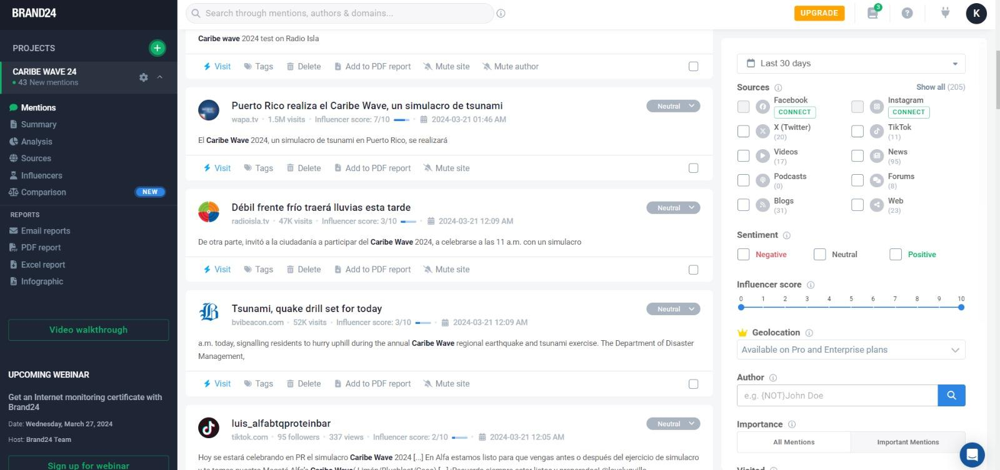 BRAND24
Search through mentions, authors & domains...
UPGRADE
3
K
PROJECTS
CARIBE WAVE 24
43 New mentions
Mentions
Summary
Analysis
Sources
Influencers
Comparison NEW
REPORTS
Email reports
PDF report
Excel report
Infographic
Video walkthrough
UPCOMING WEBINAR
Get an Internet monitoring certificate with
Brand24
Date: Wednesday, March 27, 2024
Host: Brand24 Team
Sign up for webinar
Caribe wave 2024 test on Radio Isla
Visit Tags Delete Add to PDF report Mute site Mute author
Puerto Rico realiza el Caribe Wave, un simulacro de tsunami
Neutral
wapa.tv • 1.5M visits • Influencer score: 7/10 • 2024-03-21 01:46 AM
El Caribe Wave 2024, un simulacro de tsunami en Puerto Rico, se realizará
Visit Tags Delete Add to PDF report Mute site
Débil frente frío traerá lluvias esta tarde
Neutral
radioisla.tv • 47K visits • Influencer score: 3/10 • 2024-03-21 12:09 AM
De otra parte, invitó a la ciudadanía a participar del Caribe Wave 2024, a celebrarse a las 11 a.m. con un simulacro
Visit Tags Delete Add to PDF report Mute site
B
Tsunami, quake drill set for today
Neutral
bvibeacon.com • 52K visits • Influencer score: 3/10 • 2024-03-21 12:09 AM
a.m. today, signalling residents to hurry uphill during the annual Caribe Wave regional earthquake and tsunami exercise. The Department of Disaster
Management,
Visit Tags Delete Add to PDF report Mute site
luis_alfabtqproteinbar
Neutral
tiktok.com • 95 followers • 337 views • Influencer score: 2/10 • 2024-03-21 12:05 AM
Hoy se estará celebrando en PR el simulacro Caribe Wave 2024 [...] En Alfa estamos listo para que vengas antes o después del ejercicio de simulacro
Last 30 days
Sources
Show all (205)
Facebook
CONNECT
Instagram
CONNECT
X (Twitter)
(20)
TikTok
(11)
Videos
(17)
News
(95)
Podcasts
(0)
Forums
(8)
Blogs
(31)
Web
(23)
Sentiment
Negative Neutral Positive
Influencer score
0 1 2 3 4 5 6 7 8 9 10
Geolocation
Available on Pro and Enterprise plans
Author
e.g. {NOT}John Doe
Importance
All Mentions Important Mentions